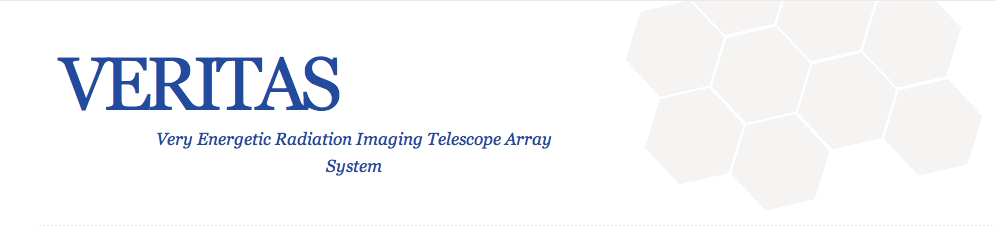 VERITAS
Very Energetic Radiation Imaging Telescope Array
System